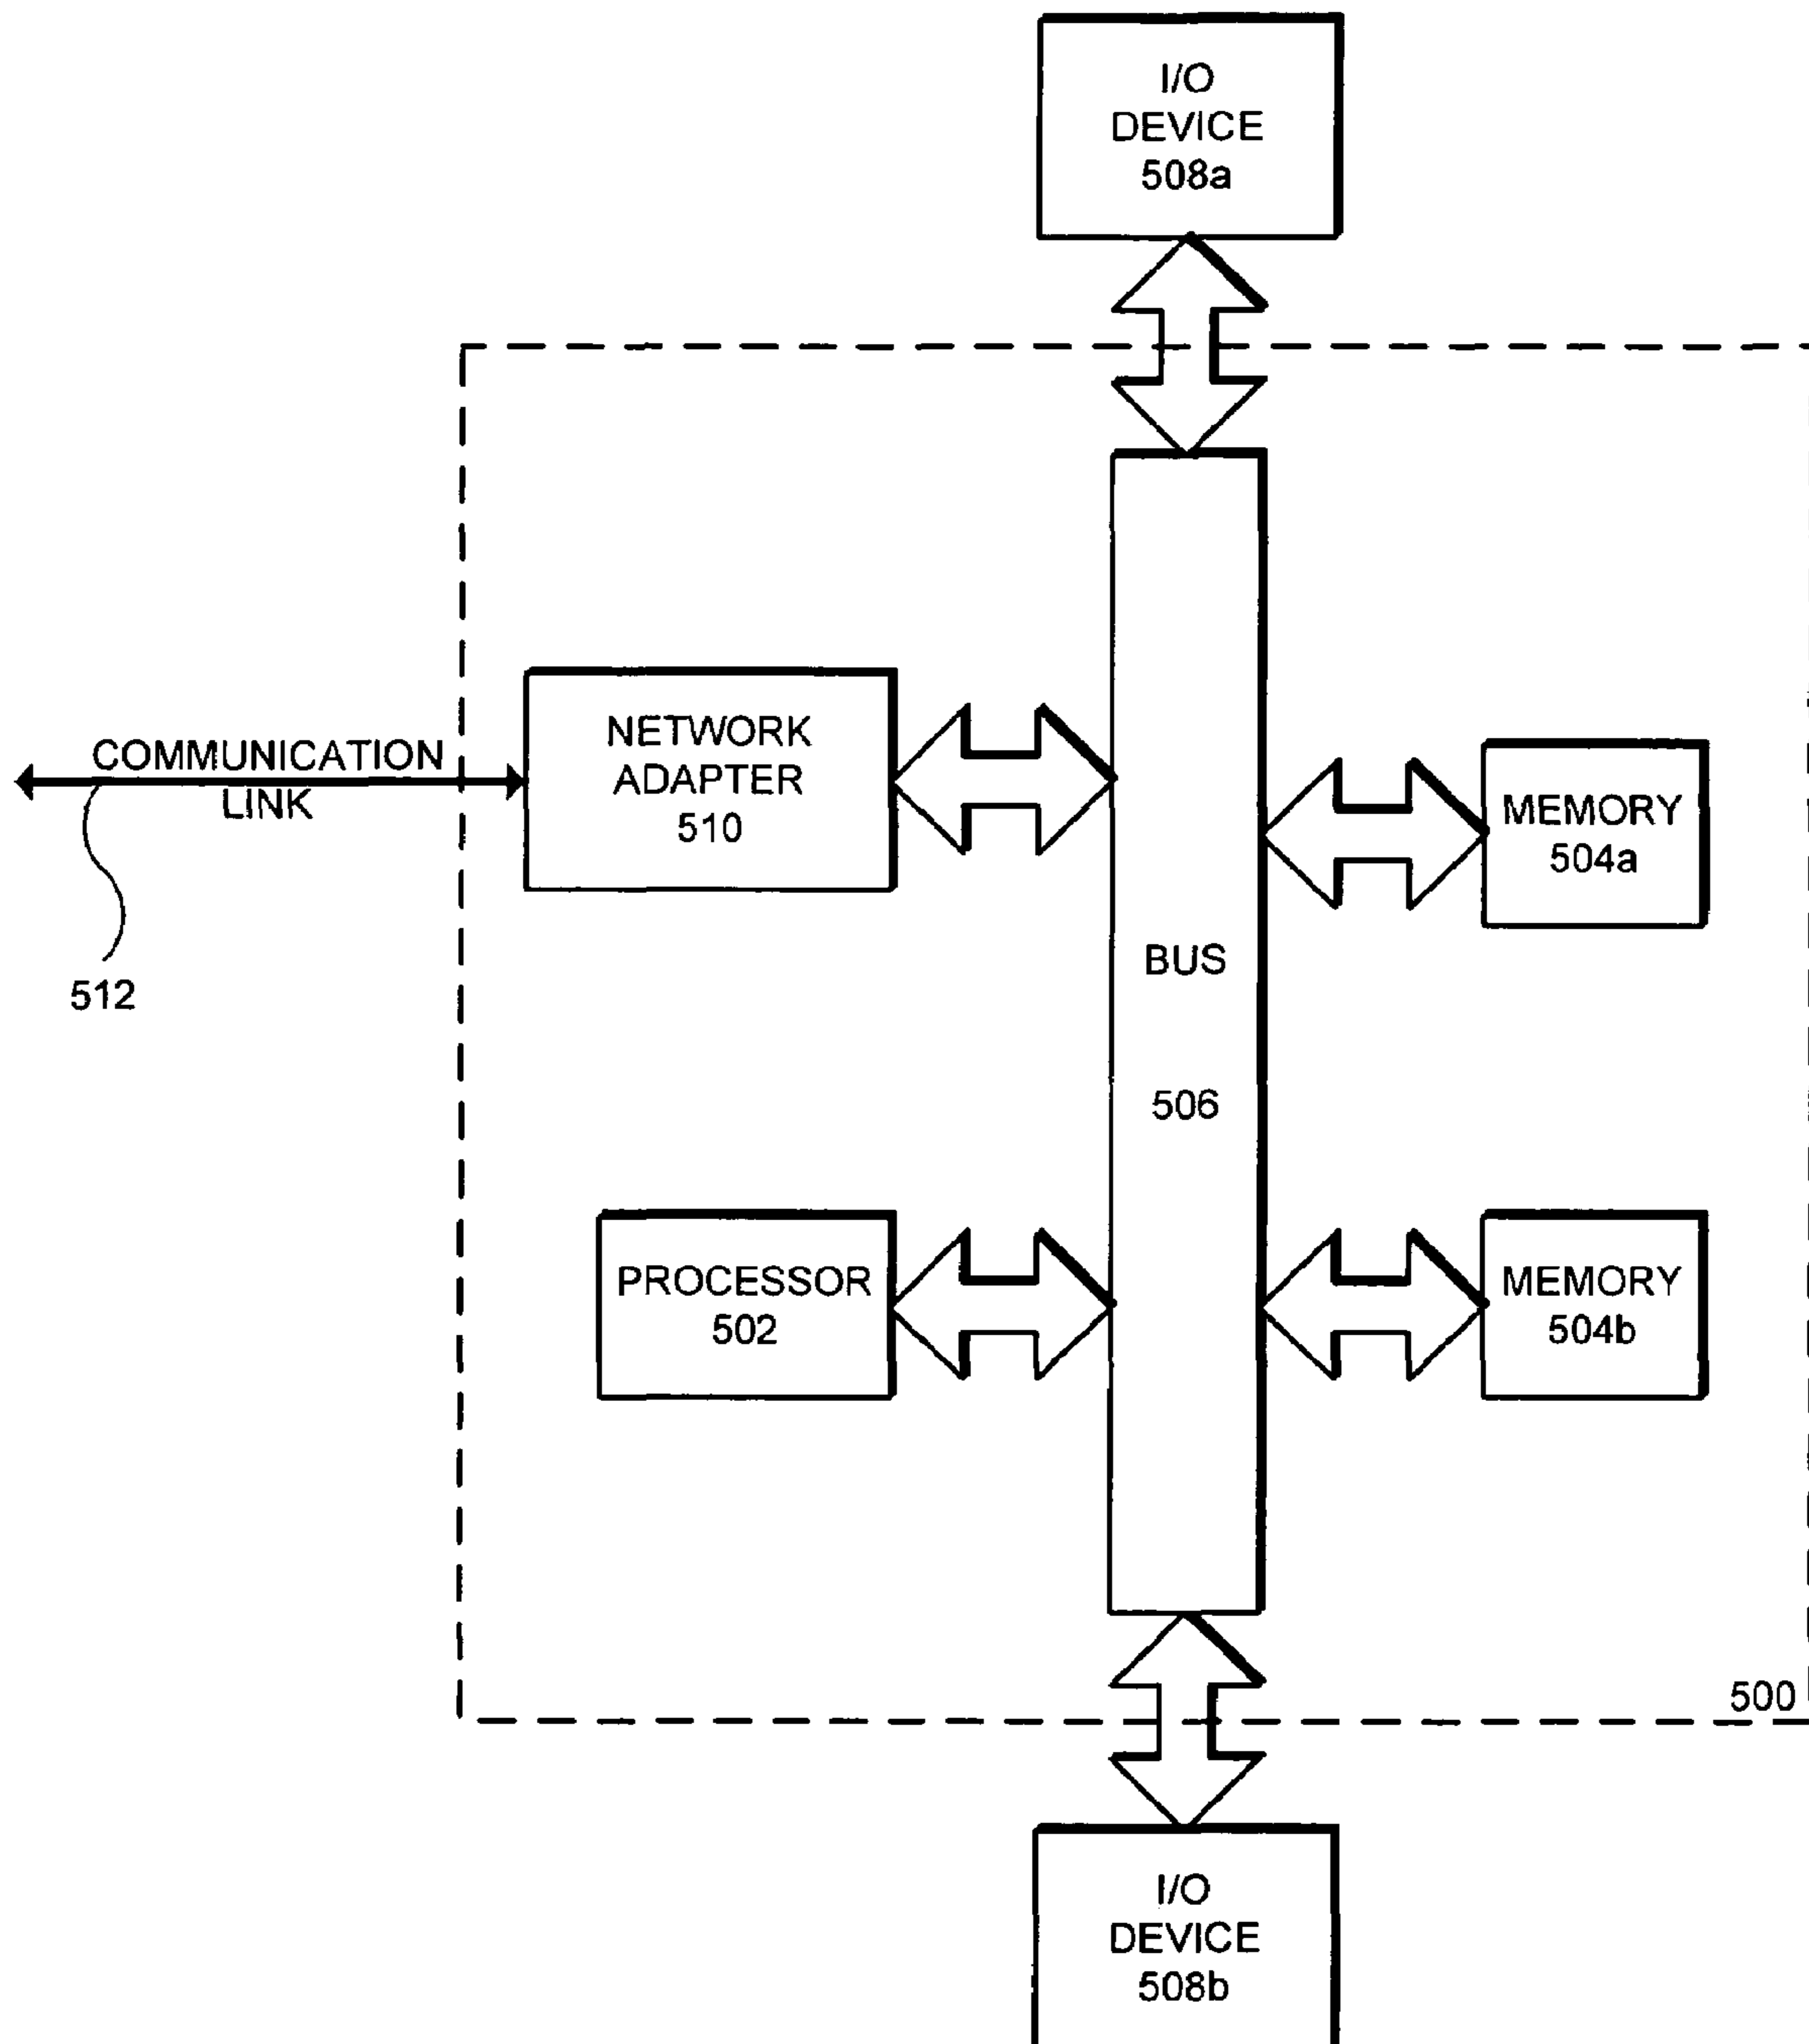 I/O
DEVICE
508a
NETWORK
ADAPTER
510
COMMUNICATION
LINK
512
MEMORY
504a
BUS
506
PROCESSOR
502
MEMORY
504b
500
I/O
DEVICE
508b